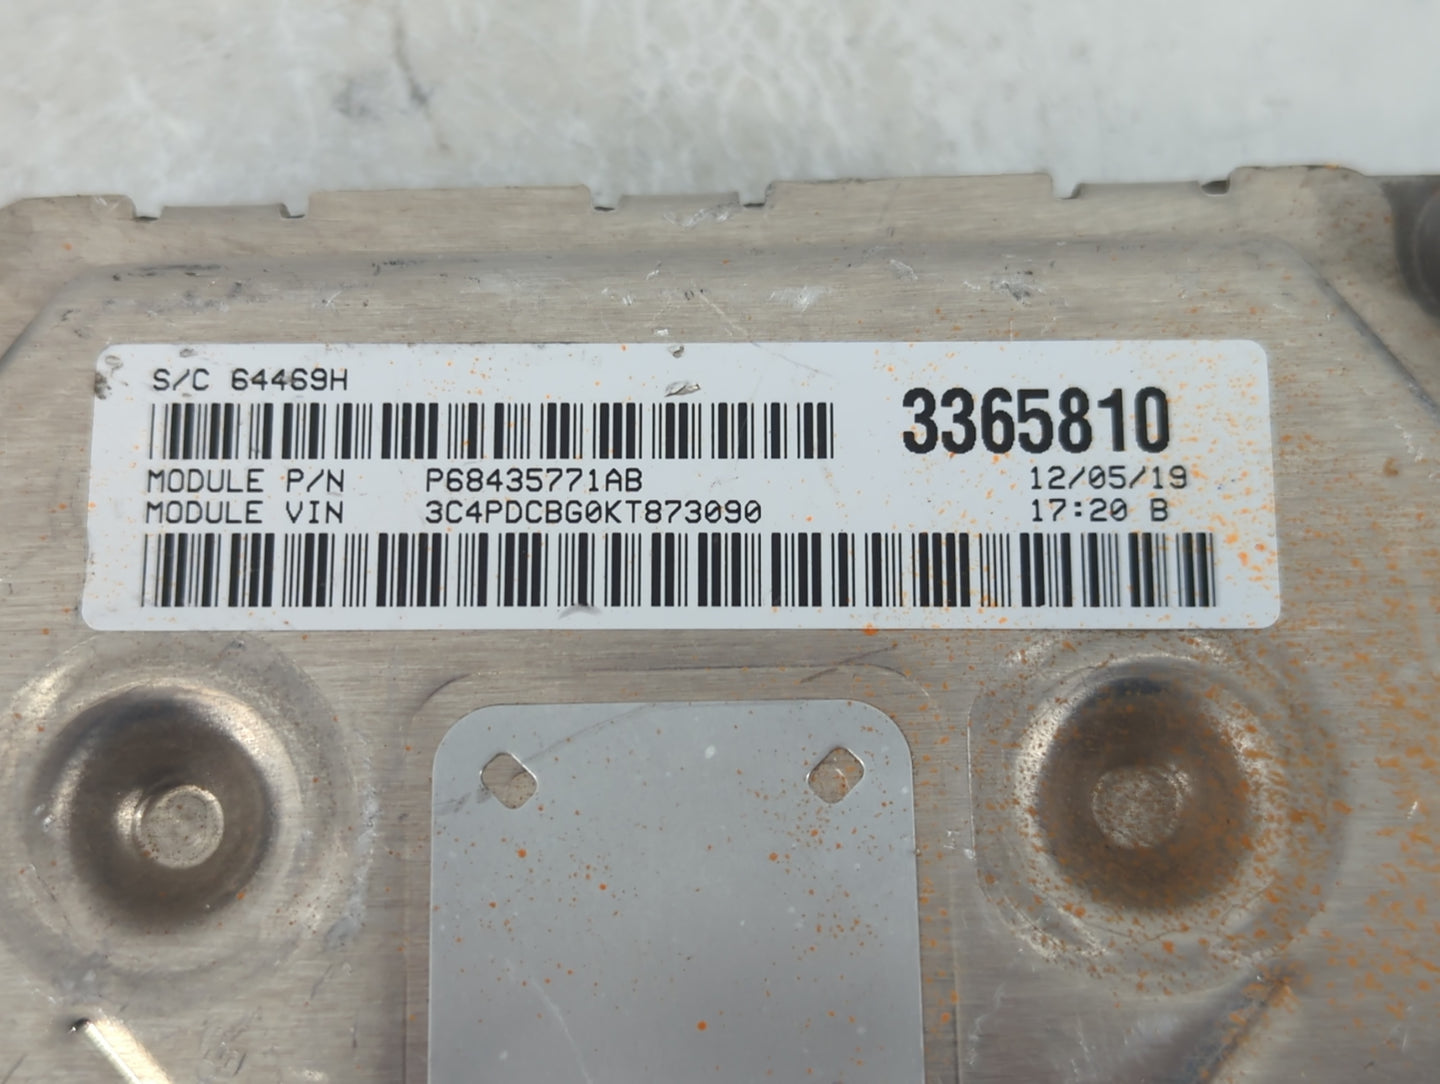 S/C 64469H
3365810
MODULE P/N P68435771AB 12/05/19
MODULE VIN 3C4PDCBG0KT873090 17:20 B